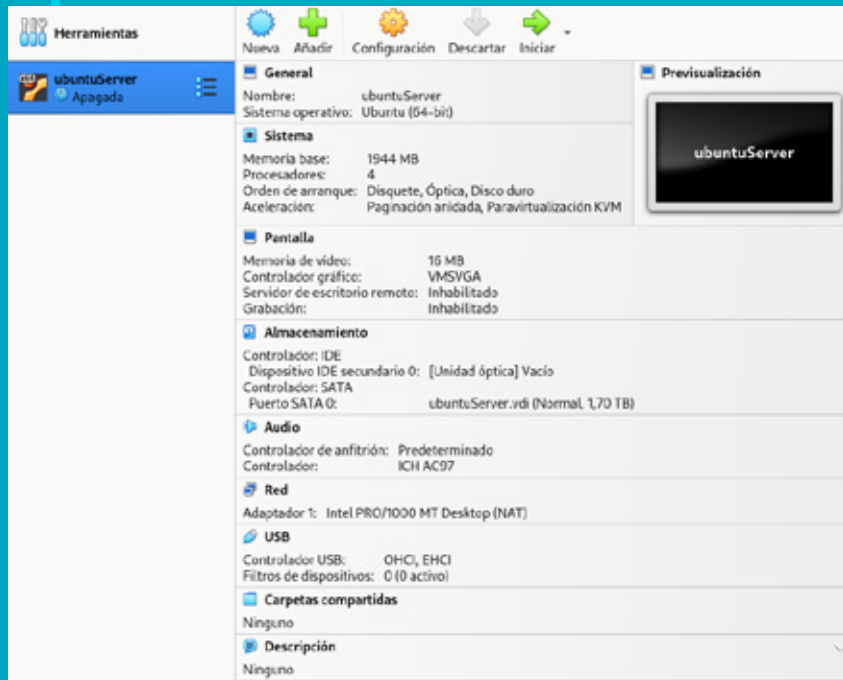 Herramientas
Nueva Añadir Configuración Descartar Iniciar
ubuntuServer
Apagada
General
Nombre: ubuntuServer
Sistema operativo: Ubuntu (64-bit)
Previsualización
ubuntuServer
Sistema
Memoria base: 1944 MB
Procesadores: 4
Orden de arranque: Disquete, Óptica, Disco duro
Aceleración: Paginación anidada, Paravirtualización KVM
Pantalla
Memoria de vídeo: 16 MB
Controlador gráfico: VMSVGA
Servidor de escritorio remoto: Inhabilitado
Grabación: Inhabilitado
Almacenamiento
Controlador: IDE
Dispositivo IDE secundario 0: [Unidad óptica] Vacío
Controlador: SATA
Puerto SATA 0: ubuntuServer.vdi (Normal, 1,70 TB)
Audio
Controlador de anfitrión: Predeterminado
Controlador: ICH AC97
Red
Adaptador 1: Intel PRO/1000 MT Desktop (NAT)
USB
Controlador USB: OHCI, EHCI
Filtros de dispositivos: 0 (0 activo)
Carpetas compartidas
Ninguno
Descripción
Ninguno